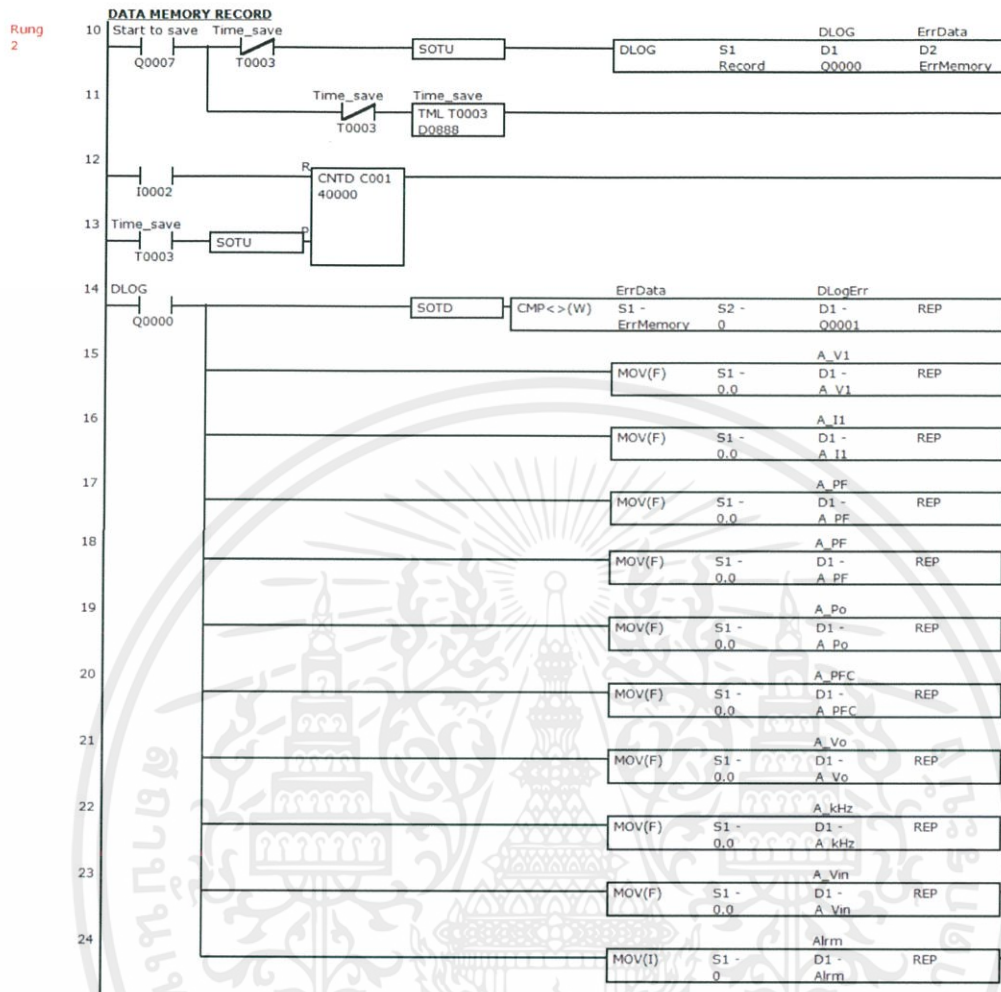 DATA MEMORY RECORD
Rung
2
10 Start to save Time_save DLOG ErrData
SOTU DLOG S1 D1 D2
Q0007 T0003 Record Q0000 ErrMemory
11 Time_save Time_save
TML T0003
T0003 D0888
12 R
I0002 CNTD C001
40000
13 Time_save P
SOTU
T0003
14 DLOG ErrData DLogErr
SOTD CMP<>(W) S1 - S2 - D1 - REP
Q0000 ErrMemory 0 Q0001
15 A_V1
MOV(F) S1 - D1 - REP
0.0 A_V1
16 A_I1
MOV(F) S1 - D1 - REP
0.0 A_I1
17 A_PF
MOV(F) S1 - D1 - REP
0.0 A_PF
18 A_PF
MOV(F) S1 - D1 - REP
0.0 A_PF
19 A_Po
MOV(F) S1 - D1 - REP
0.0 A_Po
20 A_PFC
MOV(F) S1 - D1 - REP
0.0 A_PFC
21 A_Vo
MOV(F) S1 - D1 - REP
0.0 A_Vo
22 A_kHz
MOV(F) S1 - D1 - REP
0.0 A_kHz
23 A_Vin
MOV(F) S1 - D1 - REP
0.0 A_Vin
24 Alrm
MOV(I) S1 - D1 - REP
0 Alrm